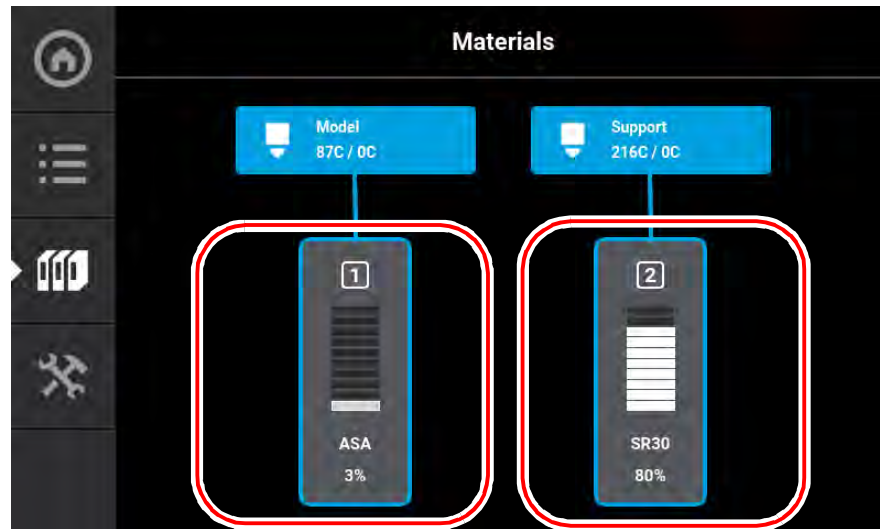 Materials
Model
87C / 0C
Support
216C / 0C
1
2
ASA
3%
SR30
80%